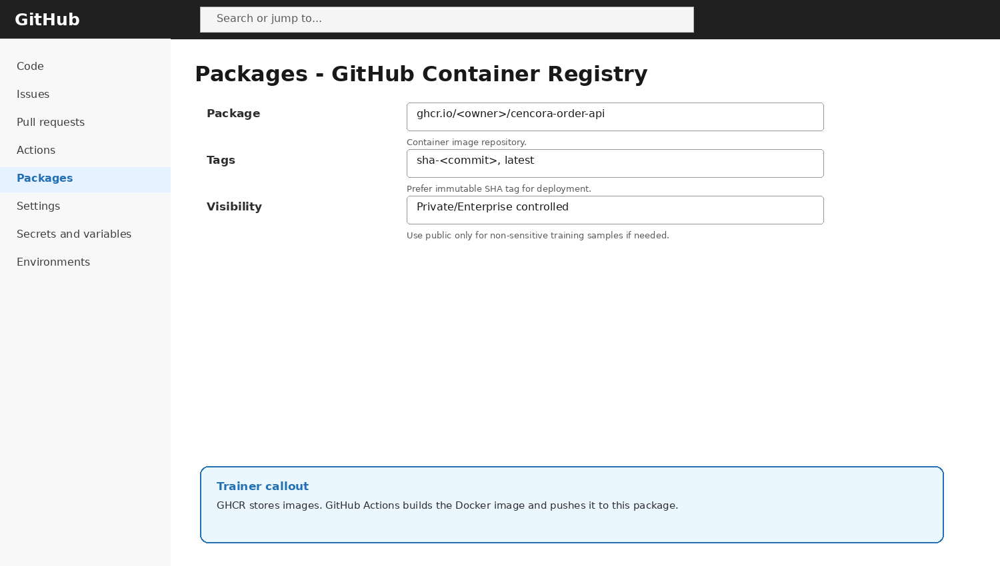 GitHub
Search or jump to...
Code
Issues
Pull requests
Actions
Packages
Settings
Secrets and variables
Environments
Packages - GitHub Container Registry
Package
ghcr.io/<owner>/cencora-order-api
Container image repository.
Tags
sha-<commit>, latest
Prefer immutable SHA tag for deployment.
Visibility
Private/Enterprise controlled
Use public only for non-sensitive training samples if needed.
Trainer callout
GHCR stores images. GitHub Actions builds the Docker image and pushes it to this package.